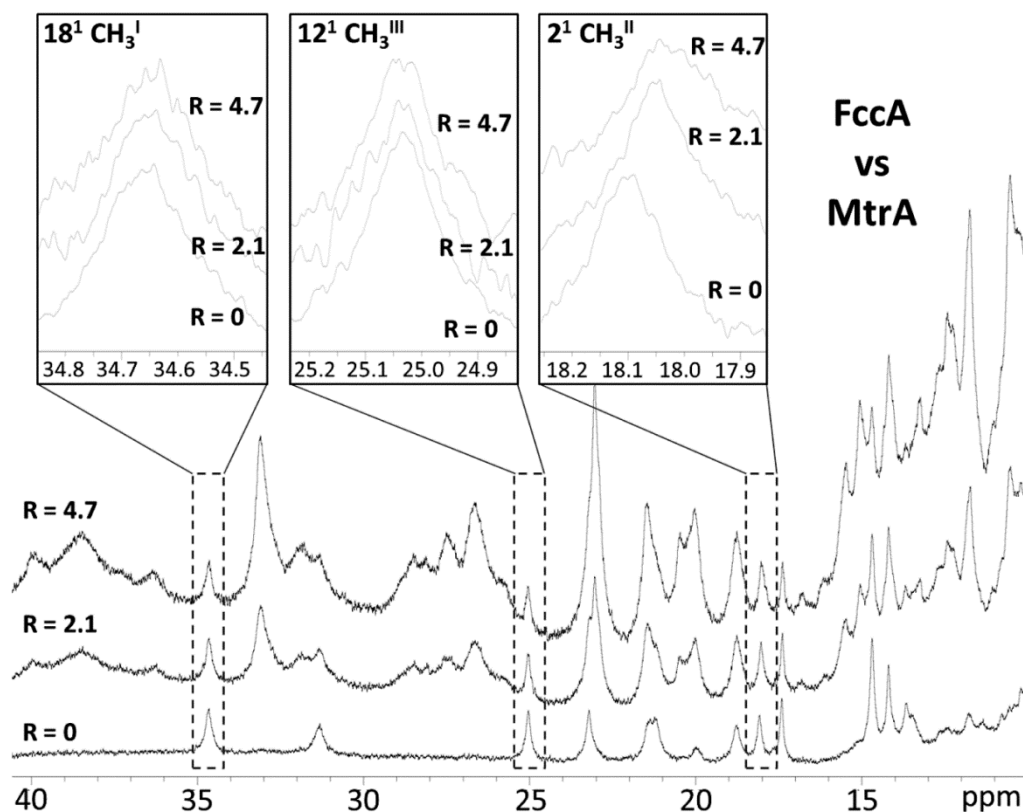 18¹ CH₃ᴵ
R = 4.7
R = 2.1
R = 0
34.8 34.7 34.6 34.5
12¹ CH₃ᴵᴵᴵ
R = 4.7
R = 2.1
R = 0
25.2 25.1 25.0 24.9
2¹ CH₃ᴵᴵ
R = 4.7
R = 2.1
R = 0
18.2 18.1 18.0 17.9
FccA
vs
MtrA
R = 4.7
R = 2.1
R = 0
40 35 30 25 20 15 ppm